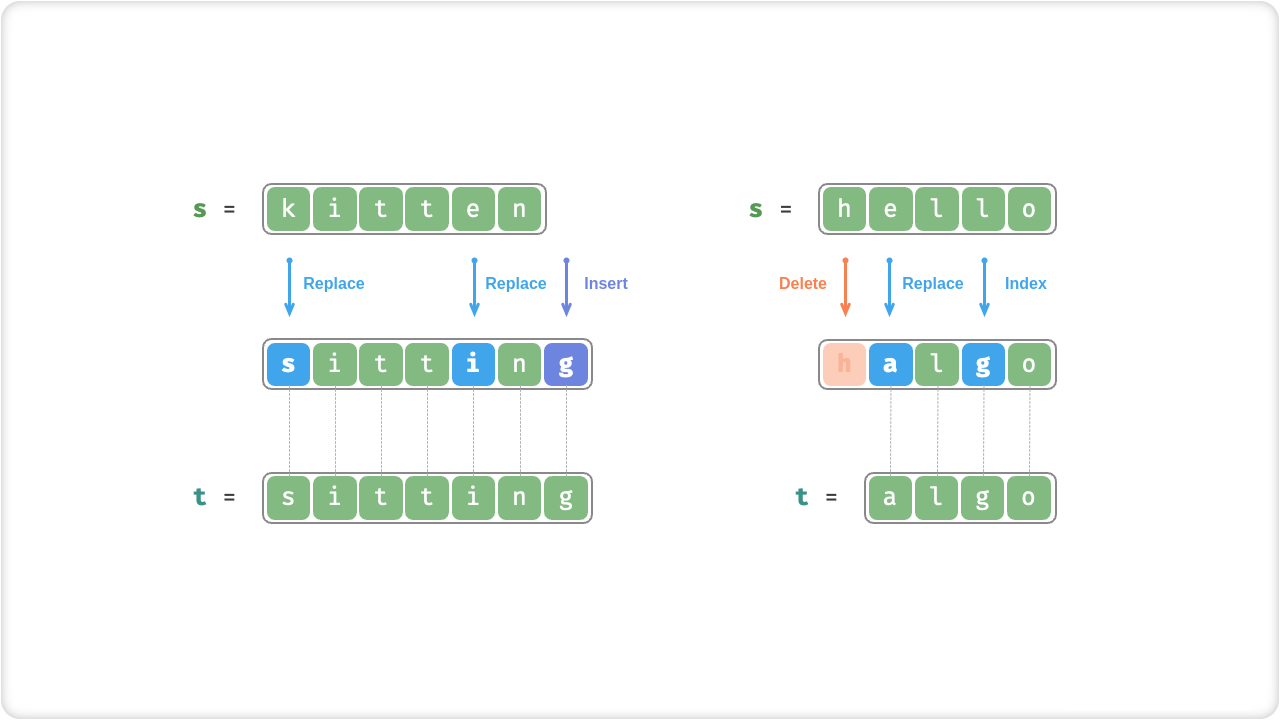 s = k i t t e n
Replace Replace Insert
s i t t i n g
t = s i t t i n g
s = h e l l o
Delete Replace Index
h a l g o
t = a l g o